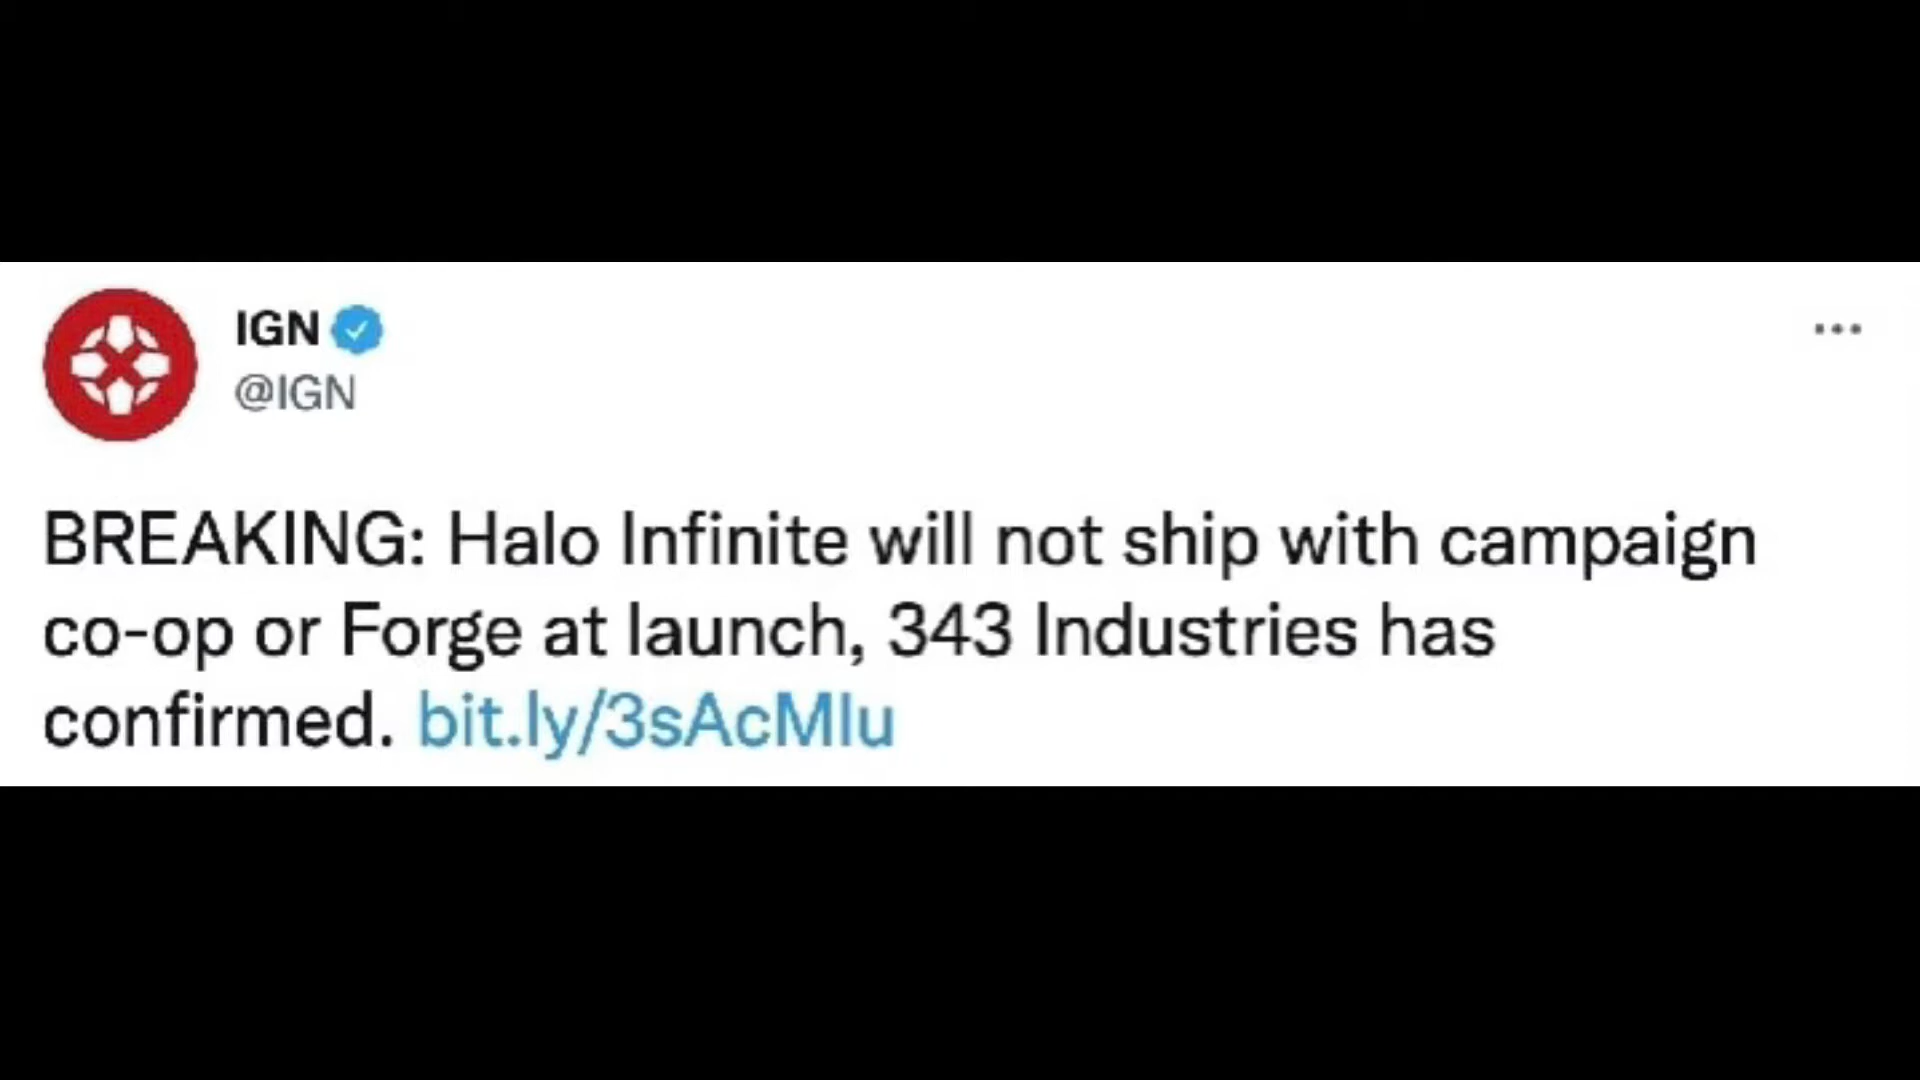 IGN
@IGN
BREAKING: Halo Infinite will not ship with campaign
co-op or Forge at launch, 343 Industries has
confirmed. bit.ly/3sAcMlu